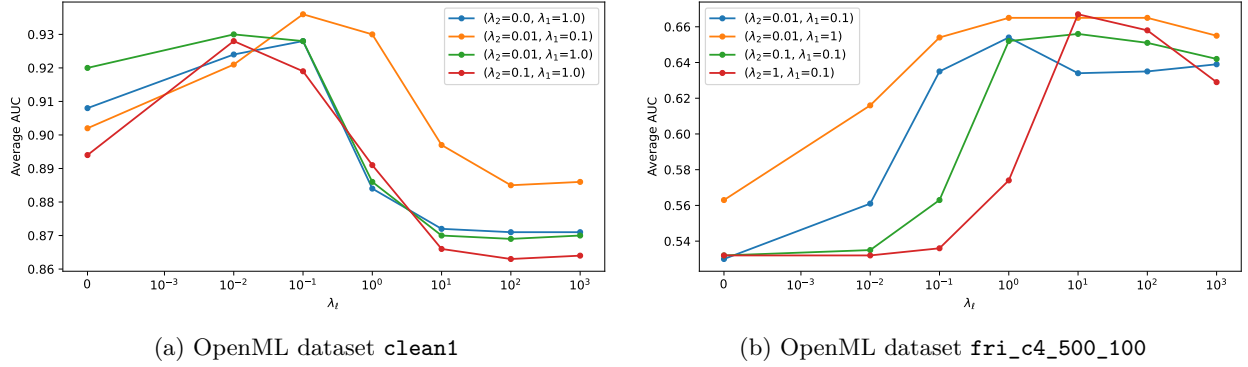 0.93
0.92
0.91
0.90
0.89
0.88
0.87
0.86
Average AUC
0 10⁻³ 10⁻² 10⁻¹ 10⁰ 10¹ 10² 10³
λℓ
(λ₂=0.0, λ₁=1.0)
(λ₂=0.01, λ₁=0.1)
(λ₂=0.01, λ₁=1.0)
(λ₂=0.1, λ₁=1.0)
(a) OpenML dataset clean1
0.66
0.64
0.62
0.60
0.58
0.56
0.54
Average AUC
0 10⁻³ 10⁻² 10⁻¹ 10⁰ 10¹ 10² 10³
λℓ
(λ₂=0.01, λ₁=0.1)
(λ₂=0.01, λ₁=1)
(λ₂=0.1, λ₁=0.1)
(λ₂=1, λ₁=0.1)
(b) OpenML dataset fri_c4_500_100